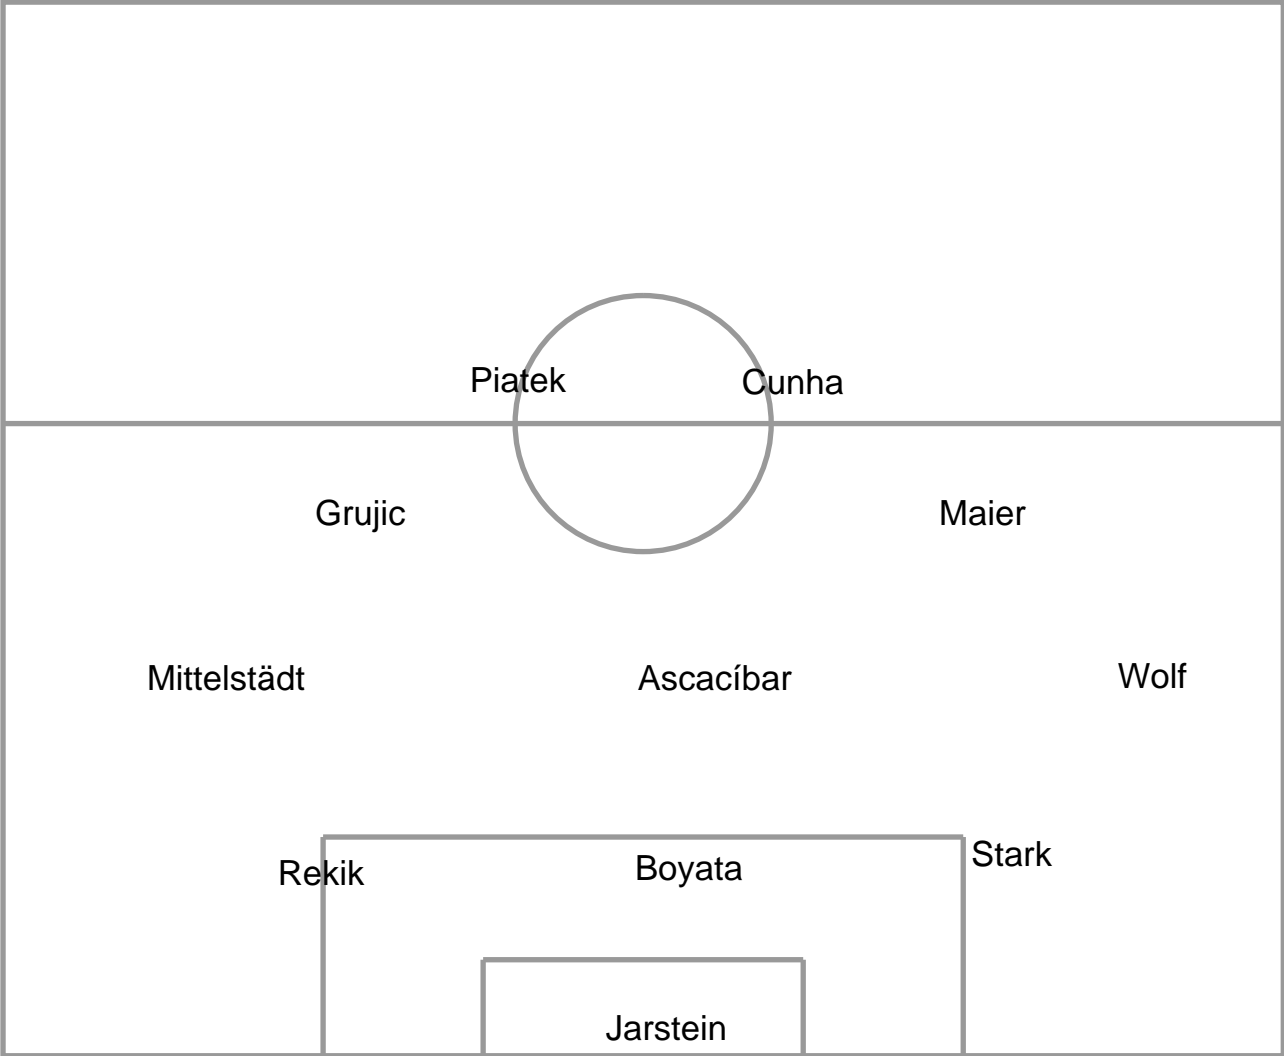 Piatek
Cunha
Grujic
Maier
Mittelstädt
Ascacíbar
Wolf
Rekik
Boyata
Stark
Jarstein